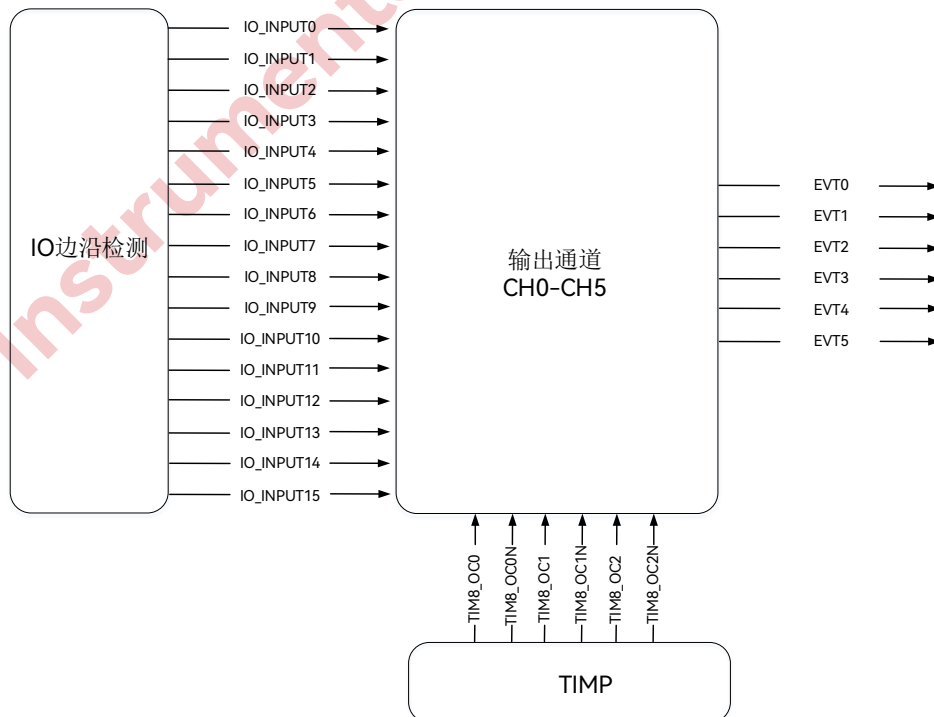 IO边沿检测
IO_INPUT0
IO_INPUT1
IO_INPUT2
IO_INPUT3
IO_INPUT4
IO_INPUT5
IO_INPUT6
IO_INPUT7
IO_INPUT8
IO_INPUT9
IO_INPUT10
IO_INPUT11
IO_INPUT12
IO_INPUT13
IO_INPUT14
IO_INPUT15
输出通道
CH0-CH5
EVT0
EVT1
EVT2
EVT3
EVT4
EVT5
TIM8_OC0
TIM8_OC0N
TIM8_OC1
TIM8_OC1N
TIM8_OC2
TIM8_OC2N
TIMP